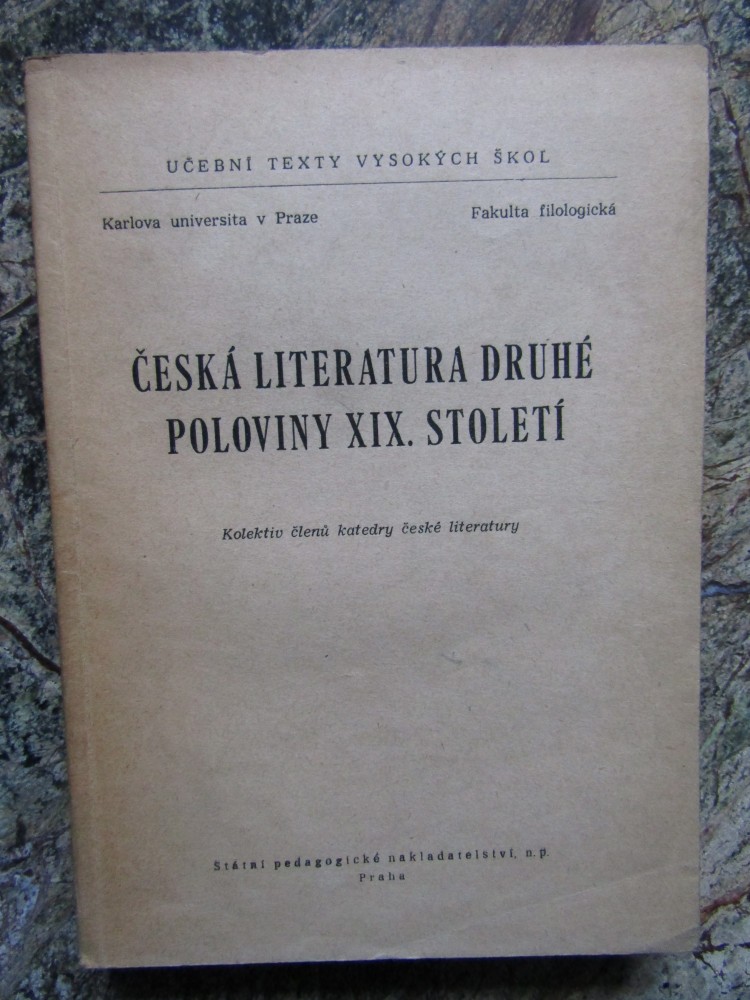 UČEBNÍ TEXTY VYSOKÝCH ŠKOL
Karlova universita v Praze Fakulta filologická
ČESKÁ LITERATURA DRUHÉ
POLOVINY XIX. STOLETÍ
Kolektiv členů katedry české literatury
Státní pedagogické nakladatelství, n. p.
Praha